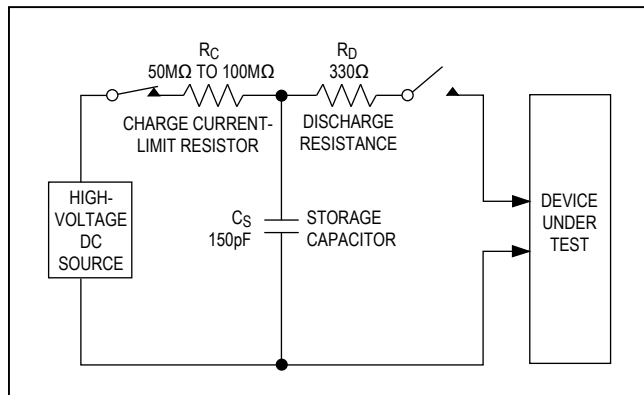 RC
50MΩ TO 100MΩ
CHARGE CURRENT-
LIMIT RESISTOR
RD
330Ω
DISCHARGE
RESISTANCE
HIGH-
VOLTAGE
DC
SOURCE
CS
150pF
STORAGE
CAPACITOR
DEVICE
UNDER
TEST